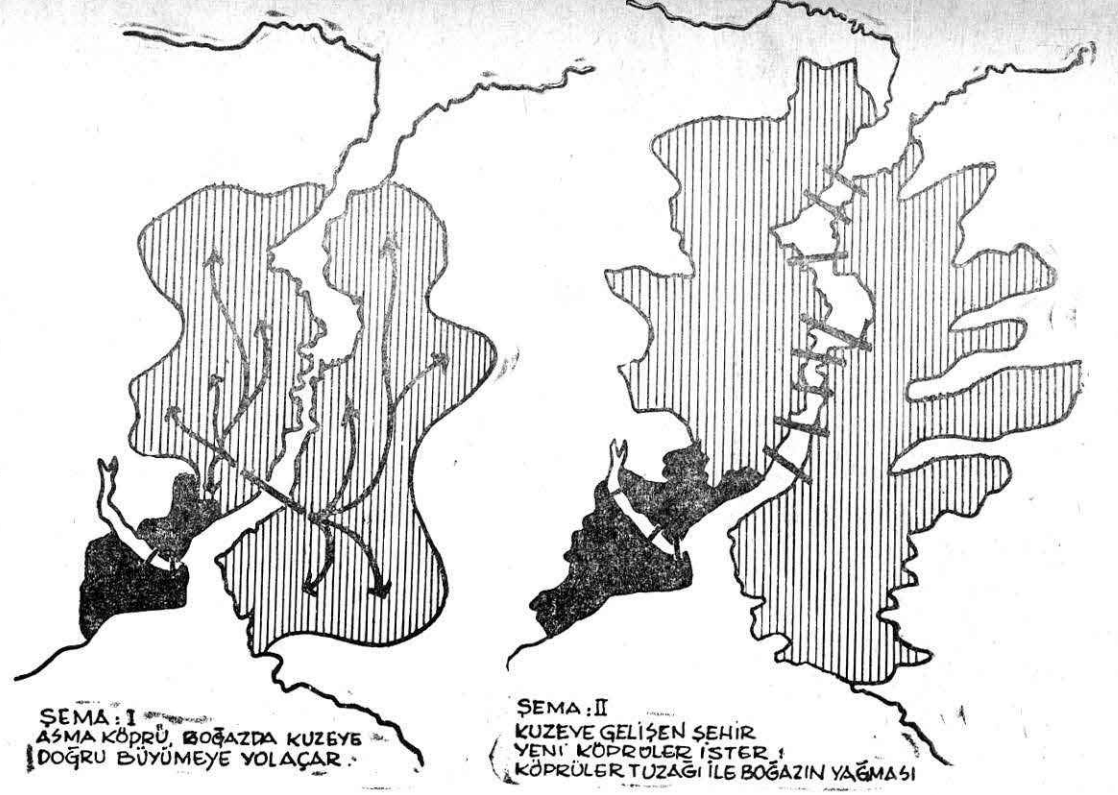 ŞEMA : I
ASMA KÖPRÜ, BOĞAZDA KUZEYE
DOĞRU BÜYÜMEYE YOLAÇAR.
ŞEMA : II
KUZEYE GELİŞEN ŞEHİR
YENİ KÖPRÜLER İSTER ;
KÖPRÜLER TUZAĞI İLE BOĞAZIN YAĞMASI